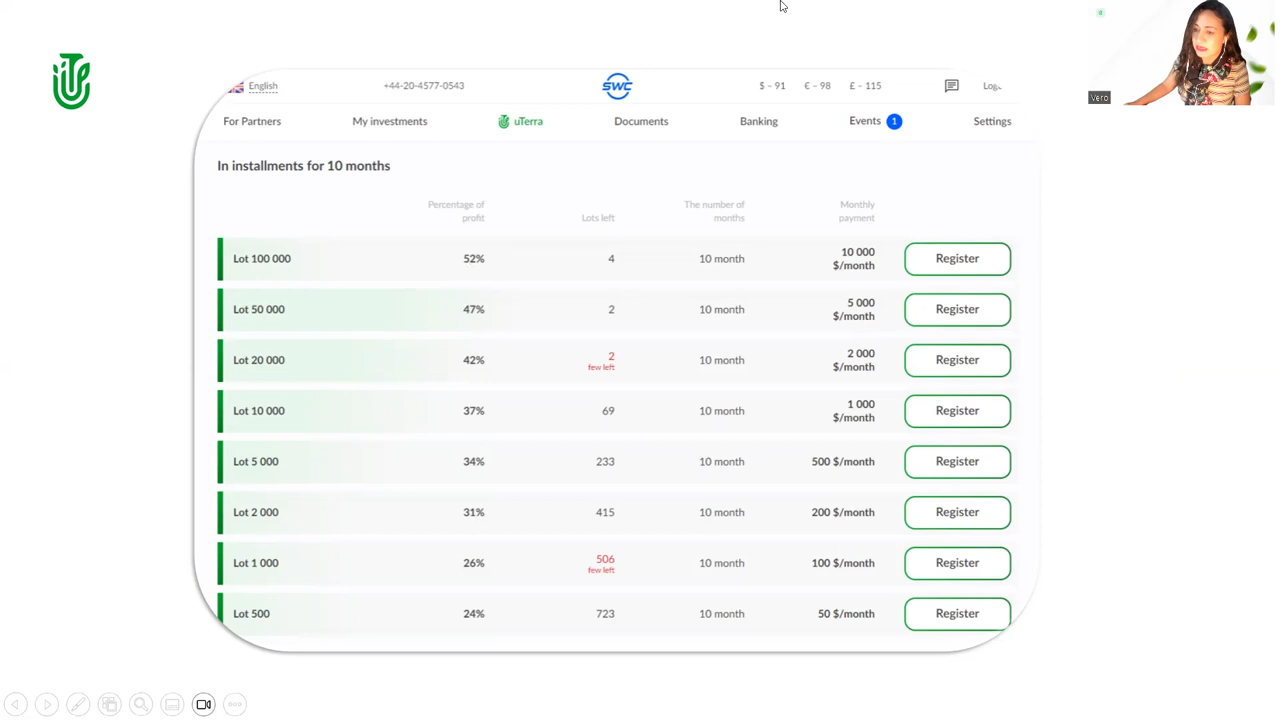 English
+44-20-4577-0543
SWC
$ – 91 € – 98 £ – 115
For Partners My investments uTerra Documents Banking Events 1 Settings
Vero
In installments for 10 months
Percentage of profit Lots left The number of months Monthly payment
Lot 100 000 52% 4 10 month 10 000 $/month Register
Lot 50 000 47% 2 10 month 5 000 $/month Register
Lot 20 000 42% 2 few left 10 month 2 000 $/month Register
Lot 10 000 37% 69 10 month 1 000 $/month Register
Lot 5 000 34% 233 10 month 500 $/month Register
Lot 2 000 31% 415 10 month 200 $/month Register
Lot 1 000 26% 506 few left 10 month 100 $/month Register
Lot 500 24% 723 10 month 50 $/month Register